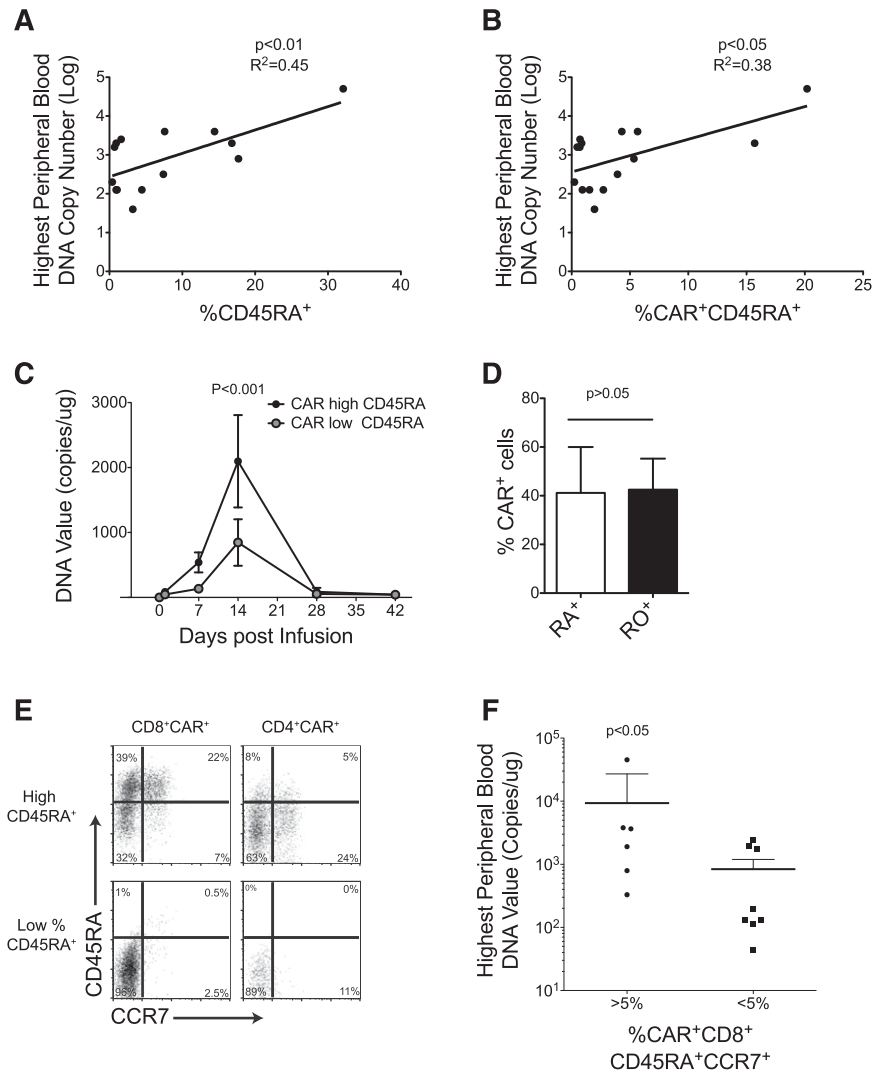 A
p<0.01
R²=0.45
Highest Peripheral Blood
DNA Copy Nunber (Log)
5
4
3
2
1
0
0 10 20 30 40
%CD45RA⁺
B
p<0.05
R²=0.38
Highest Peripheral Blood
DNA Copy Number (Log)
5
4
3
2
1
0
0 5 10 15 20 25
%CAR⁺CD45RA⁺
C
P<0.001
CAR high CD45RA
CAR low CD45RA
DNA Value (copies/ug)
3000
2000
1000
0 7 14 21 28 35 42
Days post Infusion
D
p>0.05
% CAR⁺ cells
80
60
40
20
0
RA⁺
RO⁺
E
CD8⁺CAR⁺ CD4⁺CAR⁺
High
CD45RA⁺
39% 22% 8% 5%
32% 7% 63% 24%
Low %
CD45RA⁺
1% 0.5% 0% 0%
96% 2.5% 89% 11%
CD45RA
CCR7
F
p<0.05
Highest Peripheral Blood
DNA Value (Copies/ug)
10⁵
10⁴
10³
10²
10¹
>5% <5%
%CAR⁺CD8⁺
CD45RA⁺CCR7⁺